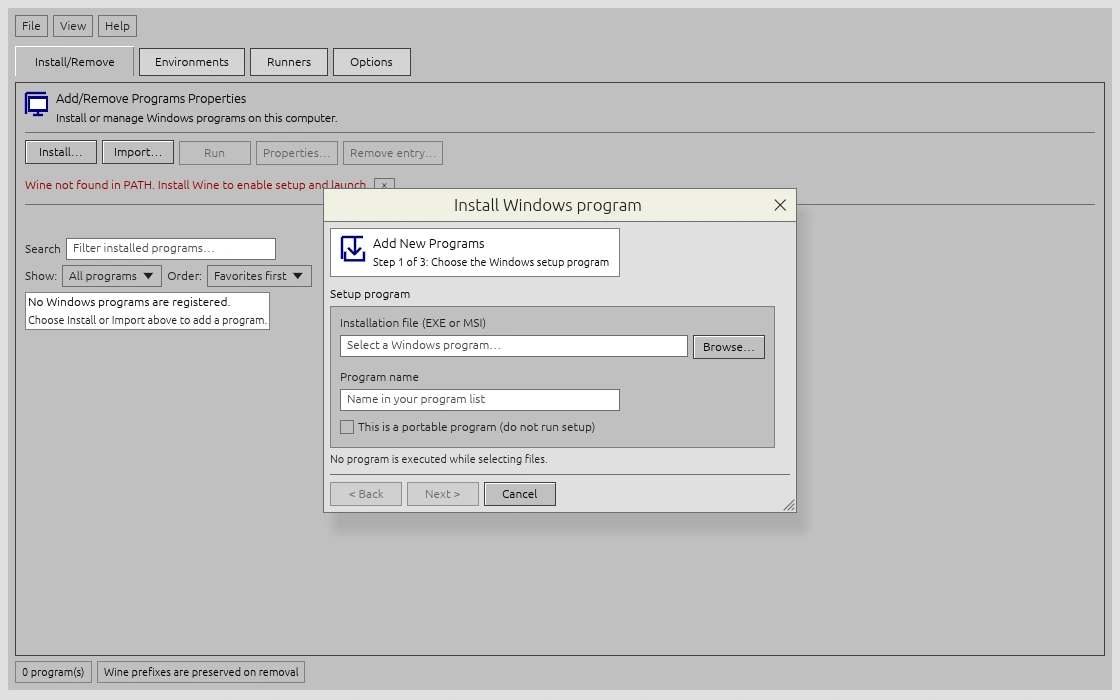 File View Help
Install/Remove Environments Runners Options
Add/Remove Programs Properties
Install or manage Windows programs on this computer.
Install... Import... Run Properties... Remove entry...
Wine not found in PATH. Install Wine to enable setup and launch. x
Install Windows program
Add New Programs
Step 1 of 3: Choose the Windows setup program
Search Filter installed programs...
Show: All programs Order: Favorites first
No Windows programs are registered.
Choose Install or Import above to add a program.
Setup program
Installation file (EXE or MSI)
Select a Windows program... Browse...
Program name
Name in your program list
This is a portable program (do not run setup)
No program is executed while selecting files.
< Back Next > Cancel
0 program(s) Wine prefixes are preserved on removal